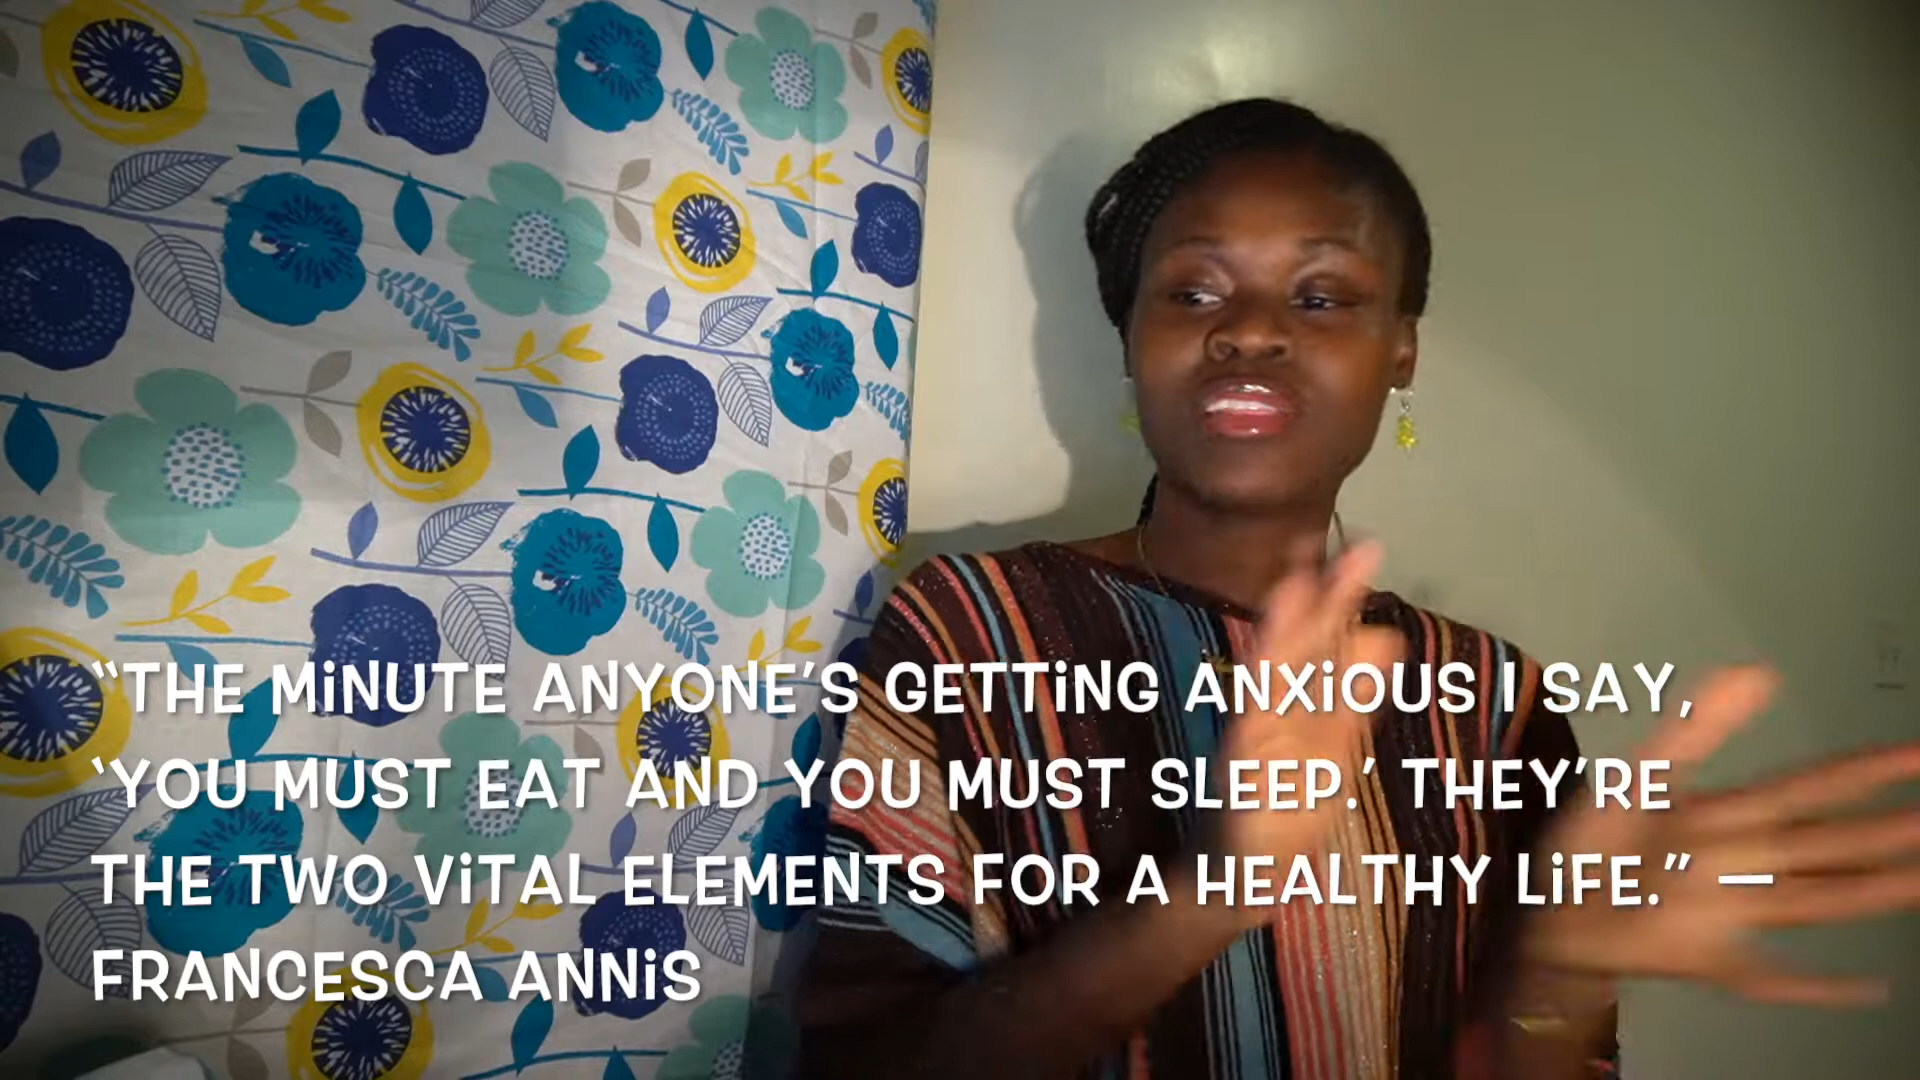 “THE MINUTE ANYONE’S GETTING ANXIOUS I SAY,
‘YOU MUST EAT AND YOU MUST SLEEP.’ THEY’RE
THE TWO VITAL ELEMENTS FOR A HEALTHY LIFE.” —
FRANCESCA ANNIS